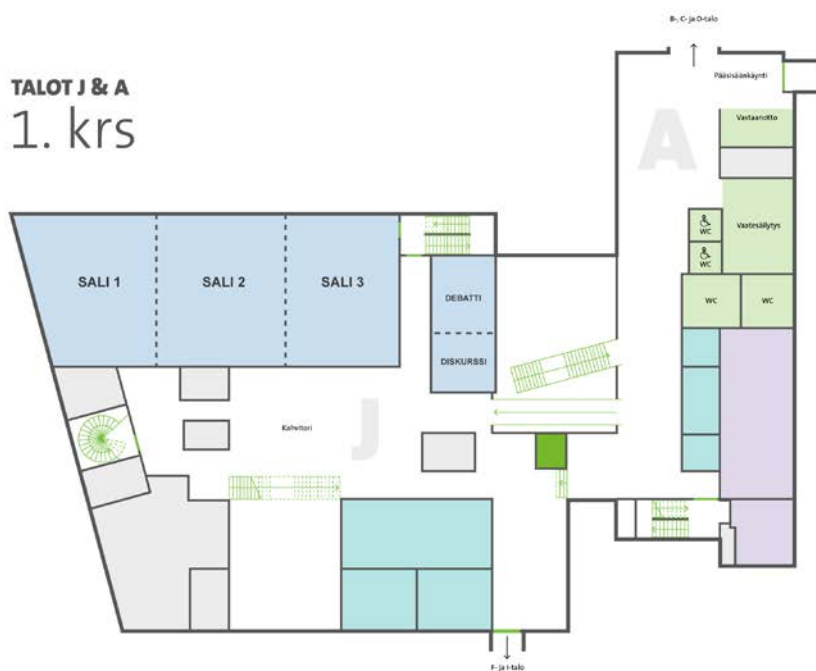 TALOT J & A
1. krs
B-, C- ja D-talo
Pääsisäänkäynti
Vastaanotto
A
WC
Vaatesäilytys
WC
WC
WC
SALI 1
SALI 2
SALI 3
DEBATTI
DISKURSSI
Kahvitori
J
F- ja I-talo